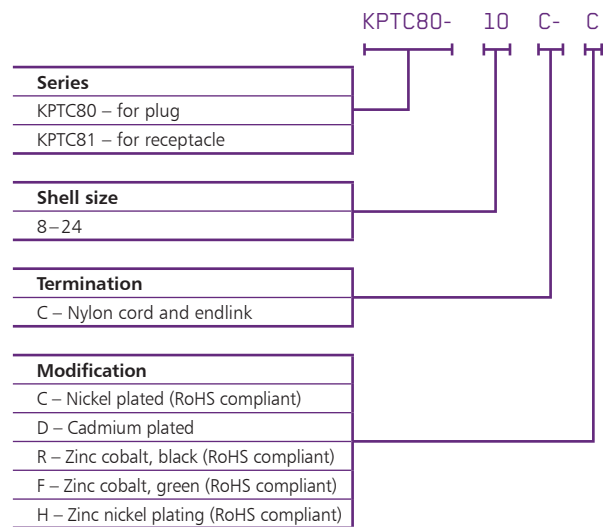 KPTC80- 10 C- C
Series
KPTC80 – for plug
KPTC81 – for receptacle
Shell size
8–24
Termination
C – Nylon cord and endlink
Modification
C – Nickel plated (RoHS compliant)
D – Cadmium plated
R – Zinc cobalt, black (RoHS compliant)
F – Zinc cobalt, green (RoHS compliant)
H – Zinc nickel plating (RoHS compliant)